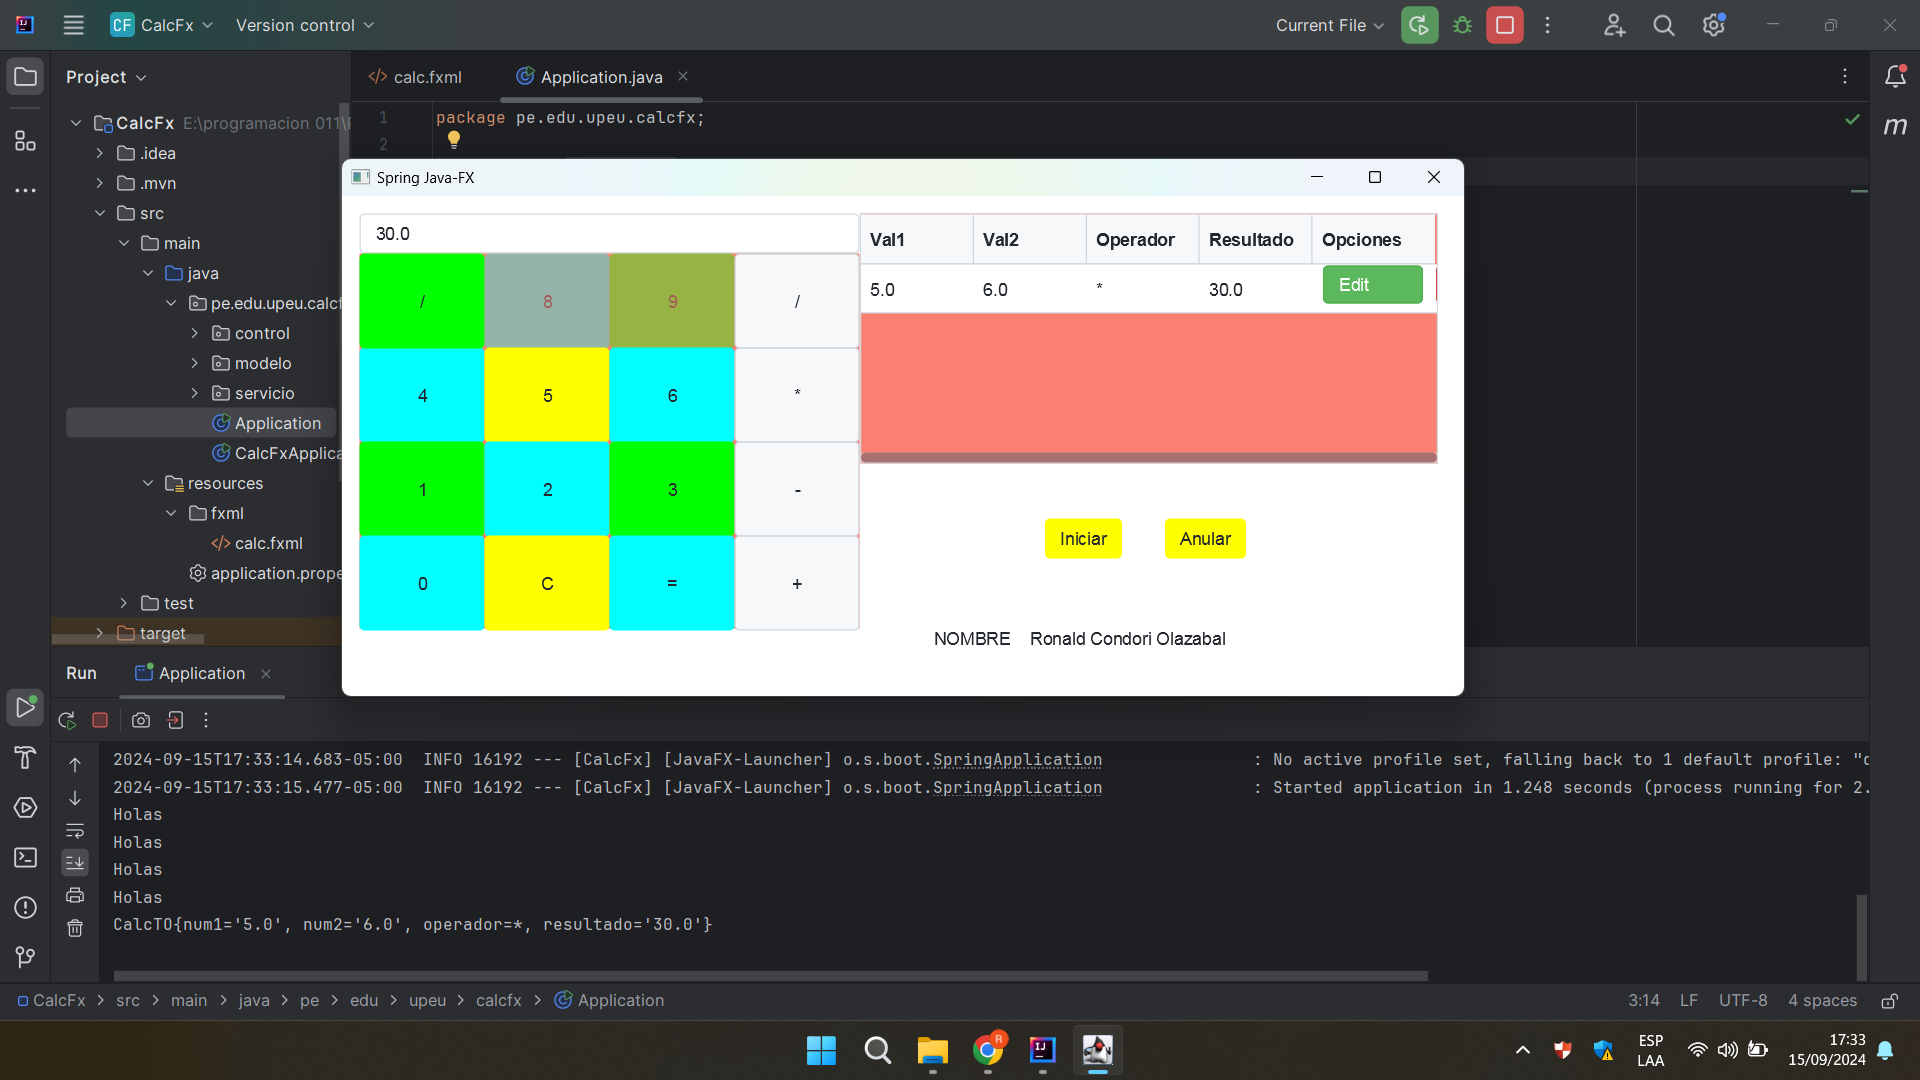 CF CalcFx
Version control
Current File
Project
calc.fxml
Application.java
CalcFx E:\programacion 011\
.idea
.mvn
src
main
java
pe.edu.upeu.calcf
control
modelo
servicio
Application
CalcFxApplica
resources
fxml
calc.fxml
application.prope
test
target
1 package pe.edu.upeu.calcfx;
2
m
Spring Java-FX
30.0
/ 8 9 /
4 5 6 *
1 2 3 -
0 C = +
Val1 Val2 Operador Resultado Opciones
5.0 6.0 * 30.0 Edit
Iniciar Anular
NOMBRE Ronald Condori Olazabal
Run Application
2024-09-15T17:33:14.683-05:00 INFO 16192 --- [CalcFx] [JavaFX-Launcher] o.s.boot.SpringApplication : No active profile set, falling back to 1 default profile: "d
2024-09-15T17:33:15.477-05:00 INFO 16192 --- [CalcFx] [JavaFX-Launcher] o.s.boot.SpringApplication : Started application in 1.248 seconds (process running for 2.
Holas
Holas
Holas
Holas
CalcTO{num1='5.0', num2='6.0', operador=*, resultado='30.0'}
CalcFx > src > main > java > pe > edu > upeu > calcfx > Application
3:14 LF UTF-8 4 spaces
R
ESP
LAA
17:33
15/09/2024